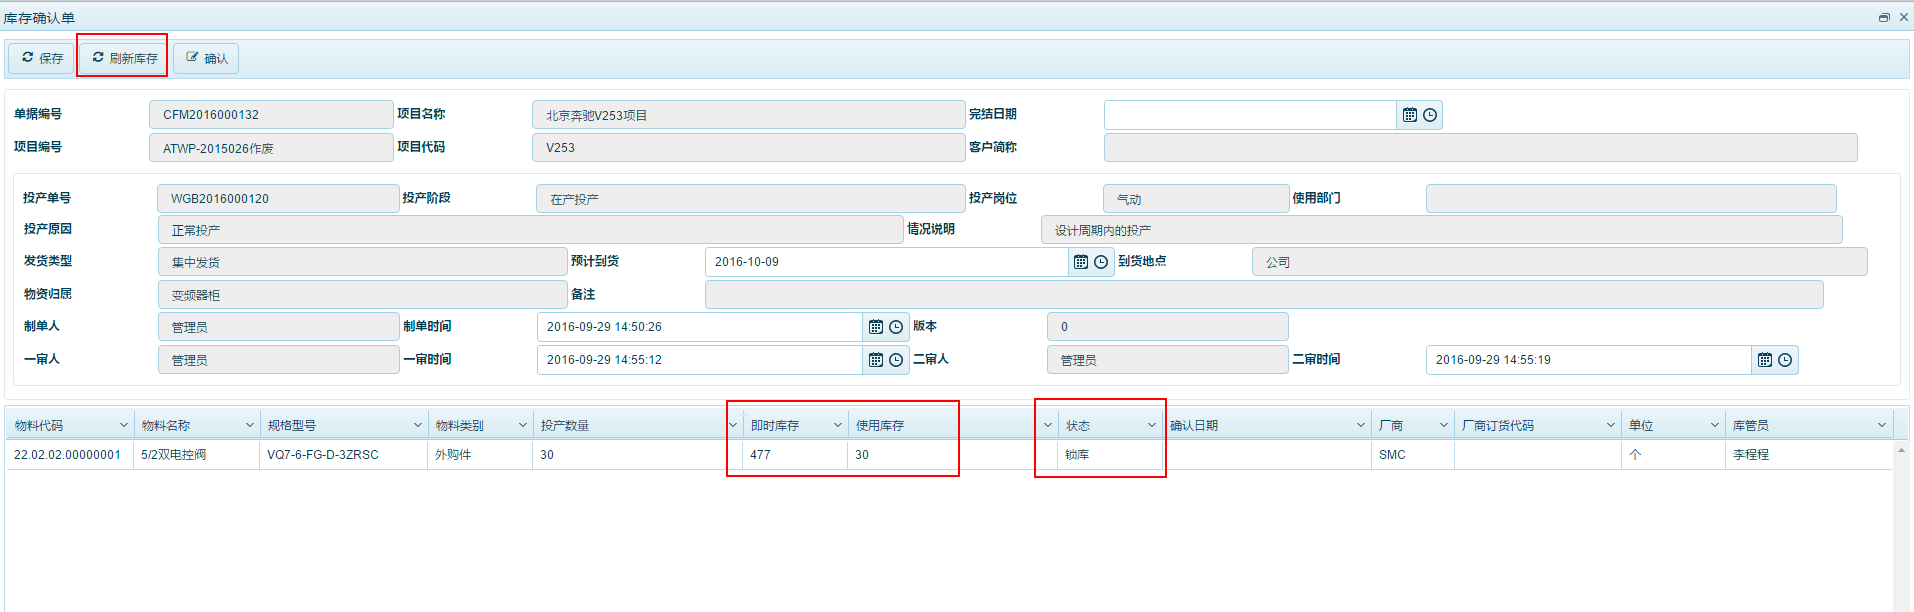 库存确认单
保存 刷新库存 确认
单据编号 CFM2016000132 项目名称 北京奔驰V253项目 完结日期
项目编号 ATWP-2015026作废 项目代码 V253 客户简称
投产单号 WGB2016000120 投产阶段 在产投产 投产岗位 气动 使用部门
投产原因 正常投产 情况说明 设计周期内的投产
发货类型 集中发货 预计到货 2016-10-09 到货地点 公司
物资归属 变频器柜 备注
制单人 管理员 制单时间 2016-09-29 14:50:26 版本 0
一审人 管理员 一审时间 2016-09-29 14:55:12 二审人 管理员 二审时间 2016-09-29 14:55:19
物料代码 物料名称 规格型号 物料类别 投产数量 即时库存 使用库存 状态 确认日期 厂商 厂商订货代码 单位 库管员
22.02.02.00000001 5/2双电控阀 VQ7-6-FG-D-3ZRSC 外购件 30 477 30 锁库 SMC 个 李程程